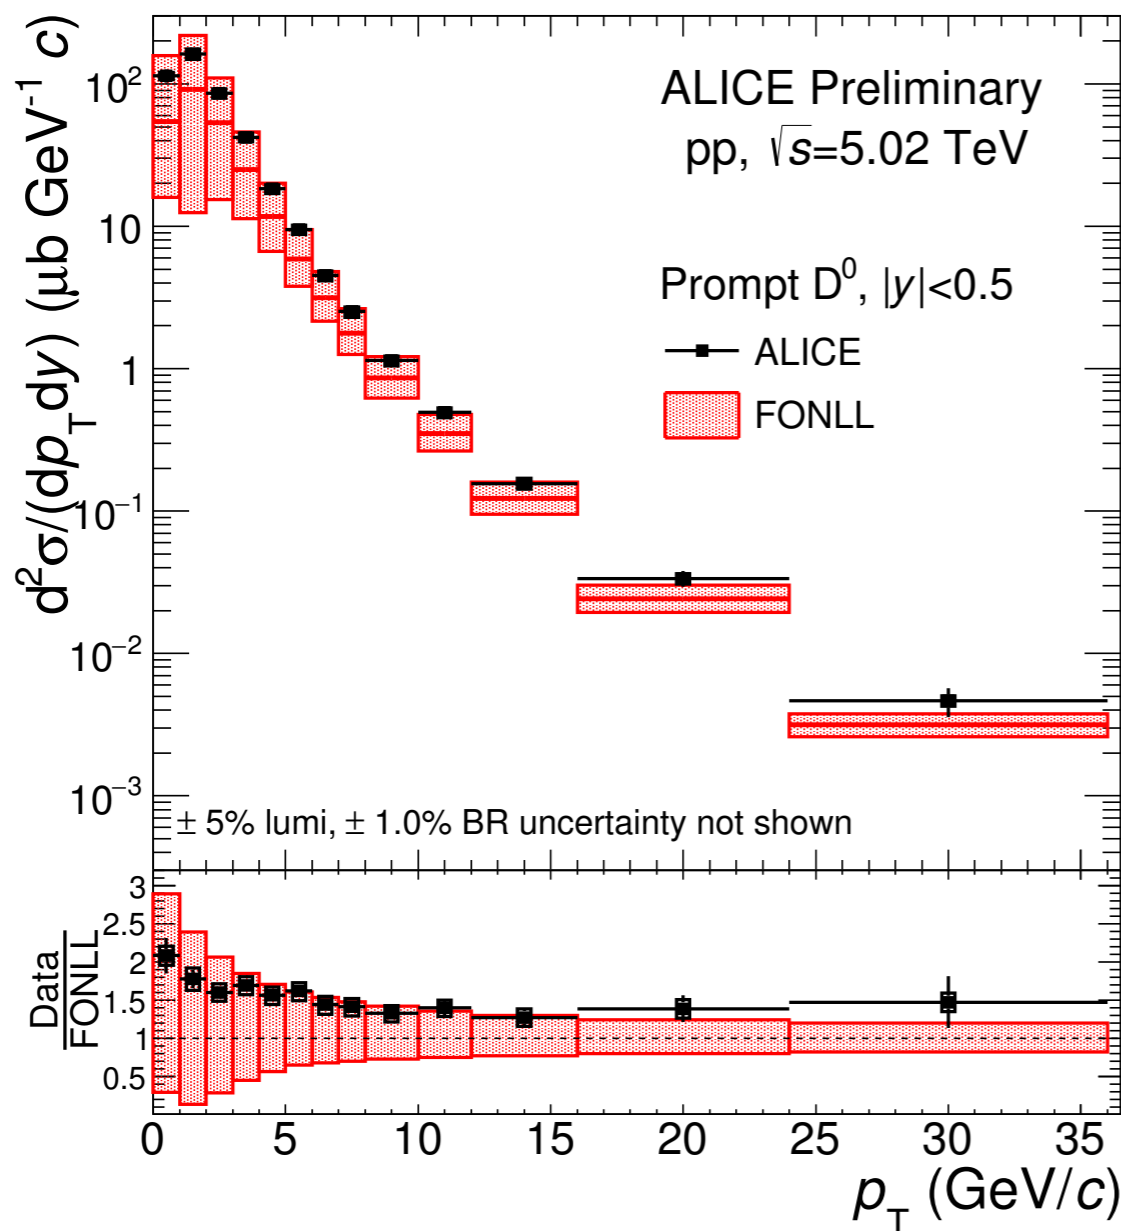 d²σ/(dp_T dy) (μb GeV⁻¹ c)
10²
10
1
10⁻¹
10⁻²
10⁻³
ALICE Preliminary
pp, √s=5.02 TeV
Prompt D⁰, |y|<0.5
ALICE
FONLL
± 5% lumi, ± 1.0% BR uncertainty not shown
Data
FONLL
3
2.5
2
1.5
1
0.5
0 5 10 15 20 25 30 35
p_T (GeV/c)